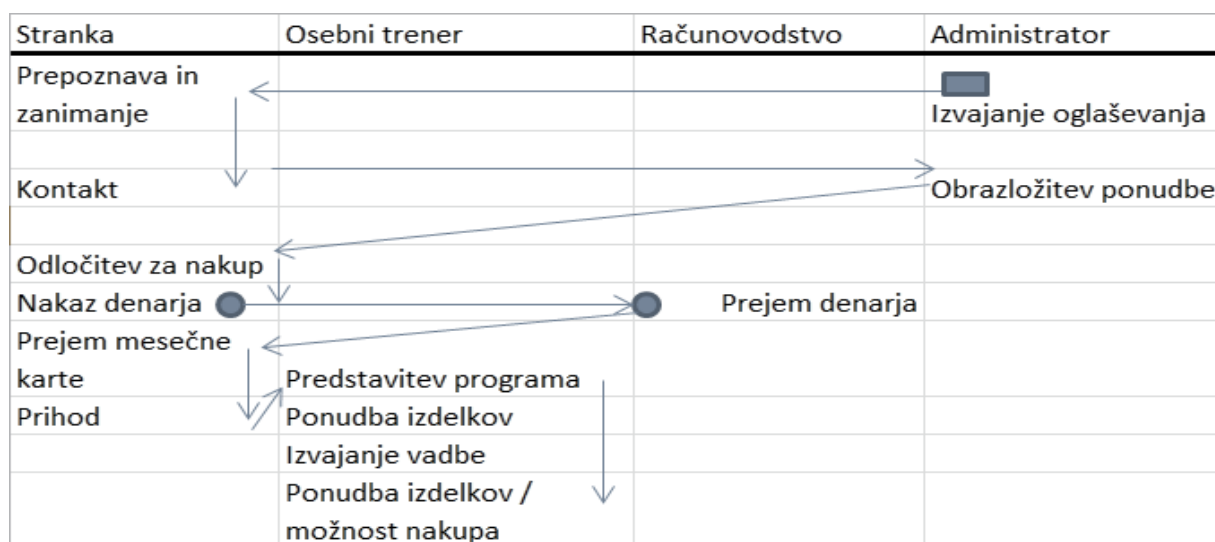 Stranka Osebni trener Računovodstvo Administrator
Prepoznava in
zanimanje Izvajanje oglaševanja
Kontakt Obrazložitev ponudbe
Odločitev za nakup
Nakaz denarja Prejem denarja
Prejem mesečne
karte Predstavitev programa
Prihod Ponudba izdelkov
Izvajanje vadbe
Ponudba izdelkov /
možnost nakupa